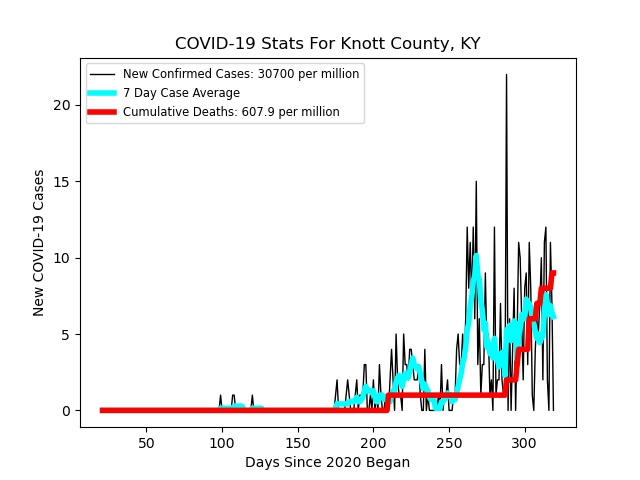 COVID-19 Stats For Knott County, KY
New Confirmed Cases: 30700 per million
7 Day Case Average
Cumulative Deaths: 607.9 per million
New COVID-19 Cases
20
15
10
5
0
50 100 150 200 250 300
Days Since 2020 Began